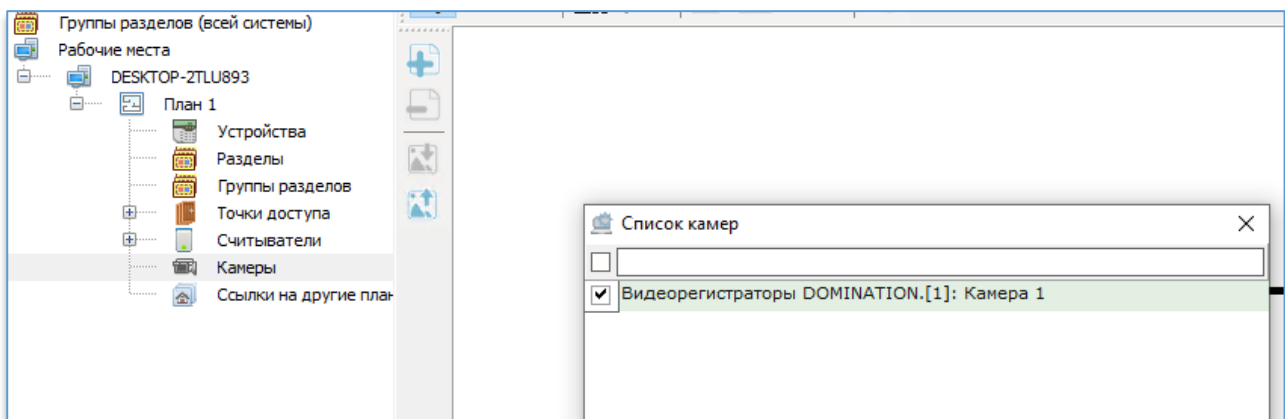 Группы разделов (всей системы)
Рабочие места
DESKTOP-2TLU893
План 1
Устройства
Разделы
Группы разделов
Точки доступа
Считыватели
Камеры
Ссылки на другие план
Список камер
Видеорегистраторы DOMINATION.[1]: Камера 1